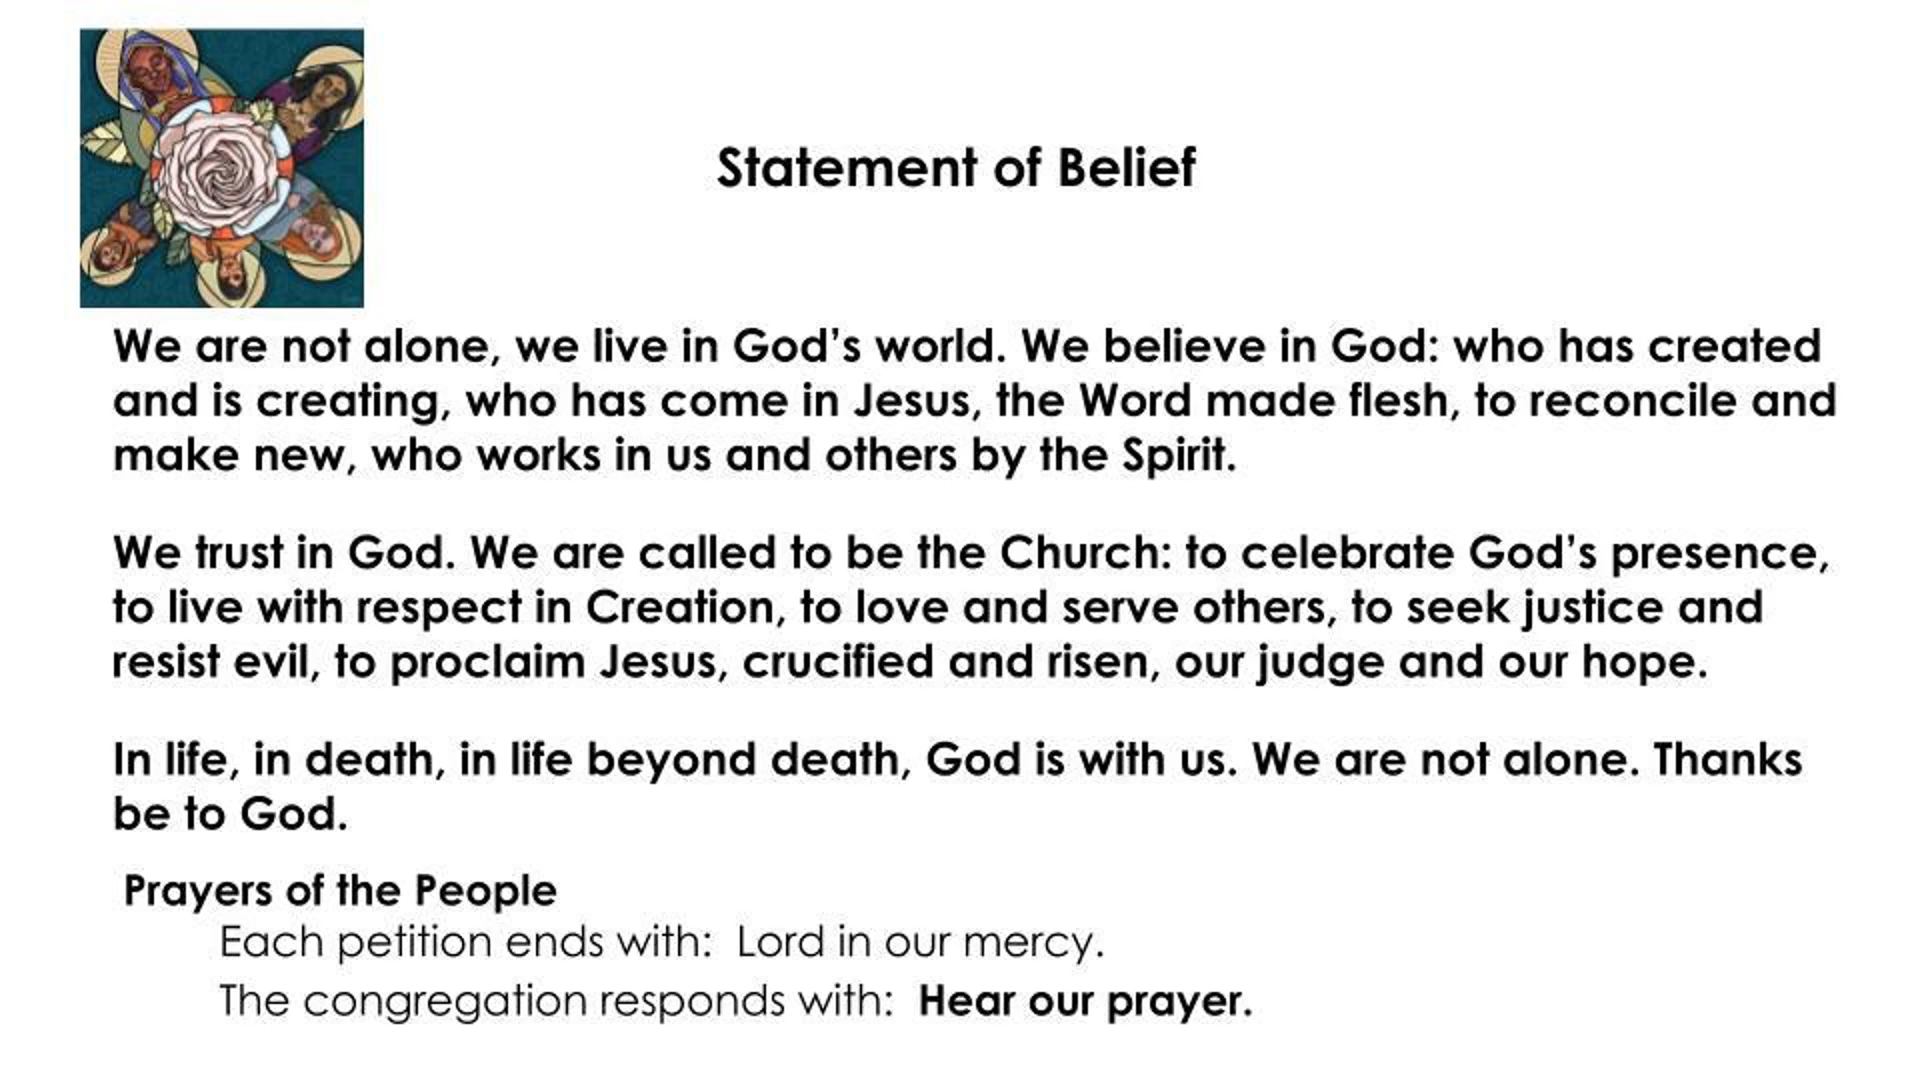 Statement of Belief
We are not alone, we live in God's world. We believe in God: who has created
and is creating, who has come in Jesus, the Word made flesh, to reconcile and
make new, who works in us and others by the Spirit.
We trust in God. We are called to be the Church: to celebrate God's presence,
to live with respect in Creation, to love and serve others, to seek justice and
resist evil, to proclaim Jesus, crucified and risen, our judge and our hope.
In life, in death, in life beyond death, God is with us. We are not alone. Thanks
be to God.
Prayers of the People
Each petition ends with: Lord in our mercy.
The congregation responds with: Hear our prayer.